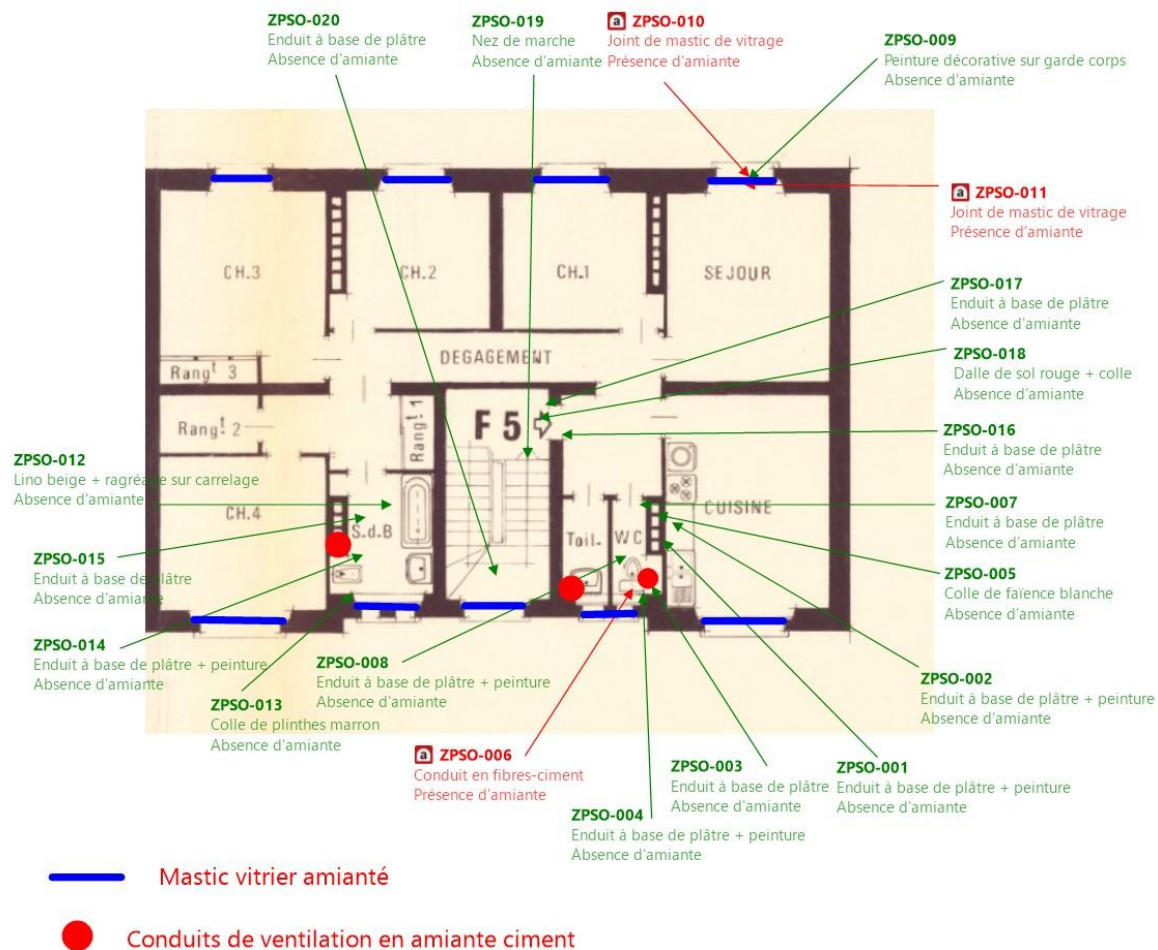 ZPSO-020
Enduit à base de plâtre
Absence d'amiante
ZPSO-019
Nez de marche
Absence d'amiante
a ZPSO-010
Joint de mastic de vitrage
Présence d'amiante
ZPSO-009
Peinture décorative sur garde corps
Absence d'amiante
a ZPSO-011
Joint de mastic de vitrage
Présence d'amiante
CH.3
CH.2
CH.1
SEJOUR
ZPSO-017
Enduit à base de plâtre
Absence d'amiante
DEGAGEMENT
ZPSO-018
Dalle de sol rouge + colle
Absence d'amiante
Rangt 3
Rangt 2
Rangt 1
F 5
ZPSO-016
Enduit à base de plâtre
Absence d'amiante
ZPSO-012
Lino beige + ragréage sur carrelage
Absence d'amiante
CH.4
S.d.B
Toil.
WC
CUISINE
ZPSO-007
Enduit à base de plâtre
Absence d'amiante
ZPSO-015
Enduit à base de plâtre
Absence d'amiante
ZPSO-005
Colle de faïence blanche
Absence d'amiante
ZPSO-014
Enduit à base de plâtre + peinture
Absence d'amiante
ZPSO-008
Enduit à base de plâtre + peinture
Absence d'amiante
ZPSO-002
Enduit à base de plâtre + peinture
Absence d'amiante
ZPSO-013
Colle de plinthes marron
Absence d'amiante
a ZPSO-006
Conduit en fibres-ciment
Présence d'amiante
ZPSO-003
Enduit à base de plâtre
Absence d'amiante
ZPSO-001
Enduit à base de plâtre + peinture
Absence d'amiante
ZPSO-004
Enduit à base de plâtre + peinture
Absence d'amiante
Mastic vitrier amianté
Conduits de ventilation en amiante ciment